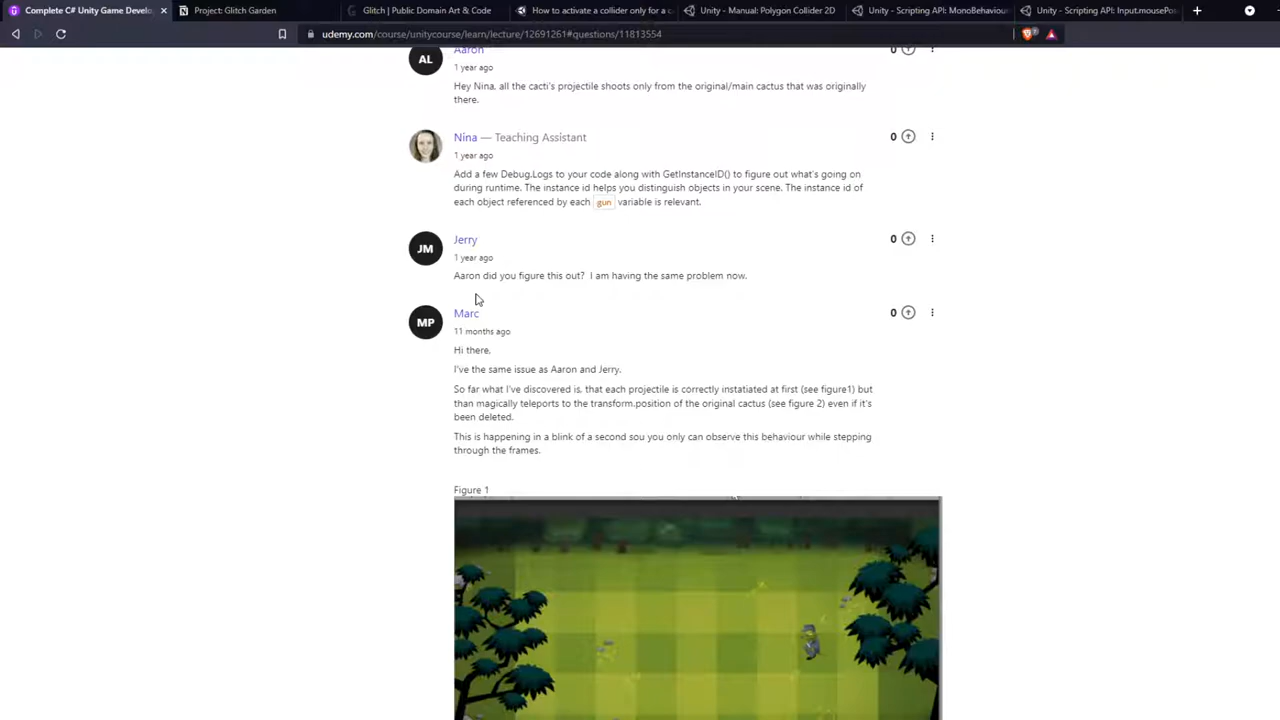 Complete C# Unity Game Develo
Project: Glitch Garden
Glitch | Public Domain Art & Code
How to activate a collider only for a c
Unity - Manual: Polygon Collider 2D
Unity - Scripting API: MonoBehaviou
Unity - Scripting API: Input.mousePos
udemy.com/course/unitycourse/learn/lecture/12691261#questions/11813554
AL
Aaron
0
1 year ago
Hey Nina, all the cacti's projectile shoots only from the original/main cactus that was originally
there.
Nina — Teaching Assistant
0
1 year ago
Add a few Debug.Logs to your code along with GetInstanceID() to figure out what's going on
during runtime. The instance id helps you distinguish objects in your scene. The instance id of
each object referenced by each gun variable is relevant.
JM
Jerry
0
1 year ago
Aaron did you figure this out? I am having the same problem now.
MP
Marc
0
11 months ago
Hi there,
I've the same issue as Aaron and Jerry.
So far what I've discovered is, that each projectile is correctly instatiated at first (see figure1) but
than magically teleports to the transform.position of the original cactus (see figure 2) even if it's
been deleted.
This is happening in a blink of a second sou you only can observe this behaviour while stepping
through the frames.
Figure 1